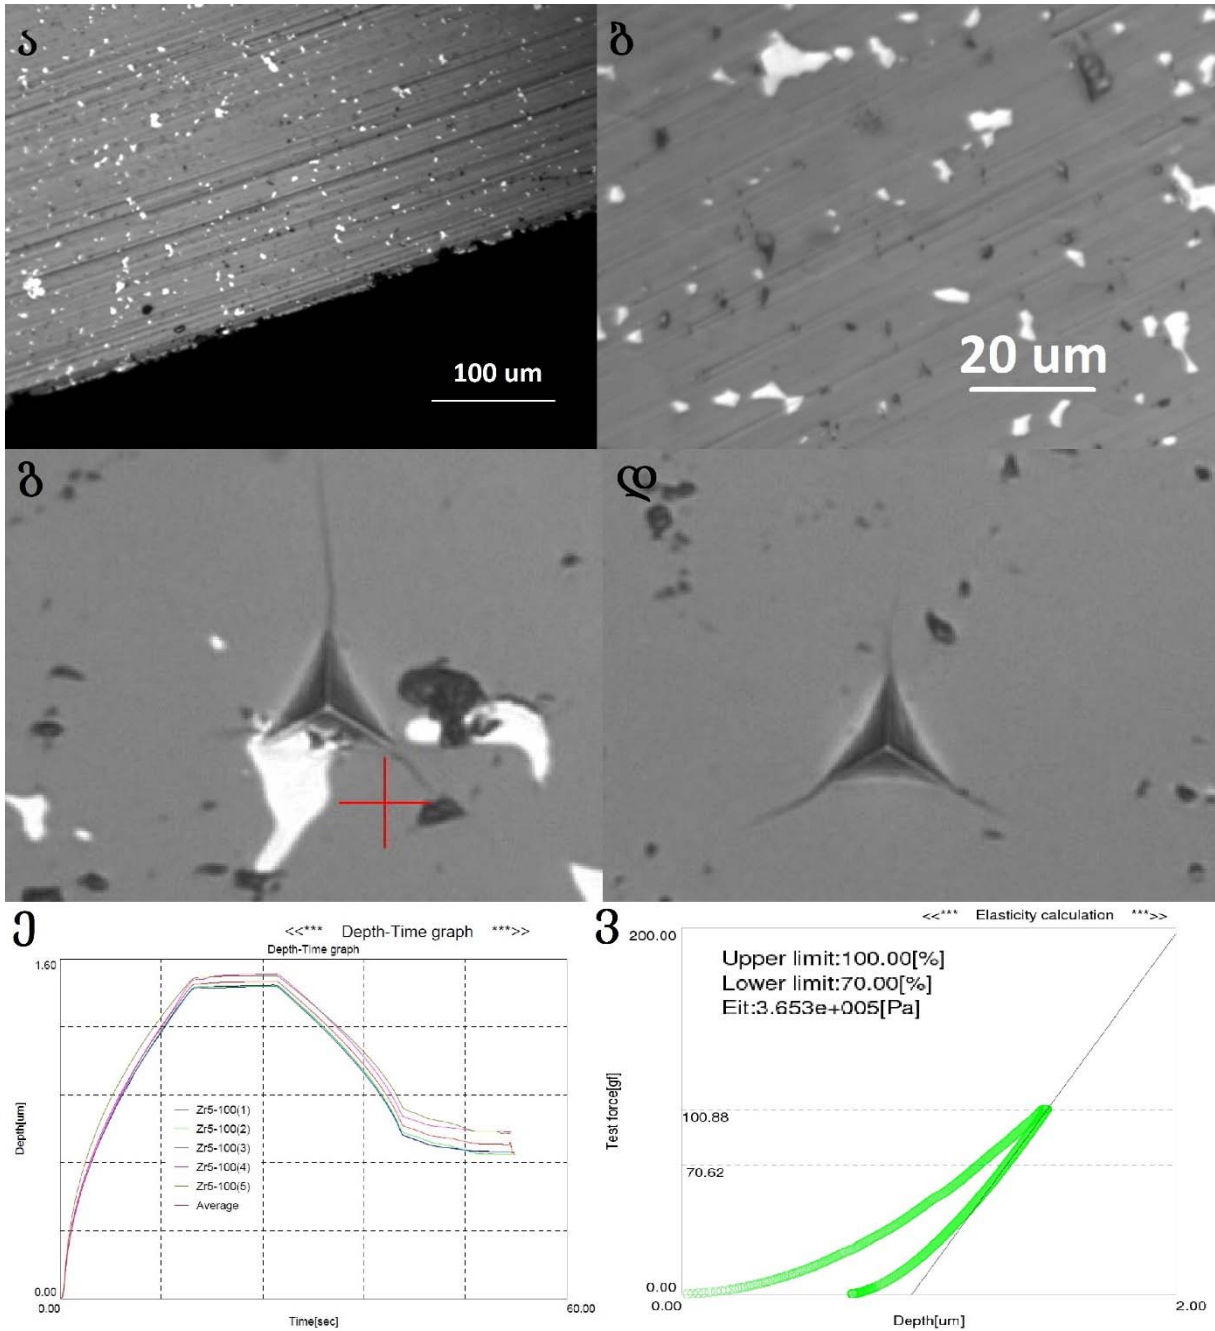 ა
100 um
ბ
20 um
გ
დ
ე
<<*** Depth-Time graph ***>>
Depth-Time graph
1.60
Depth[um]
Zr5-100(1)
Zr5-100(2)
Zr5-100(3)
Zr5-100(4)
Zr5-100(5)
Average
0.00
0.00
60.00
Time[sec]
ვ
<<*** Elasticity calculation ***>>
200.00
Upper limit:100.00[%]
Lower limit:70.00[%]
Eit:3.653e+005[Pa]
Test force[gf]
100.88
70.62
0.00
0.00
2.00
Depth[um]